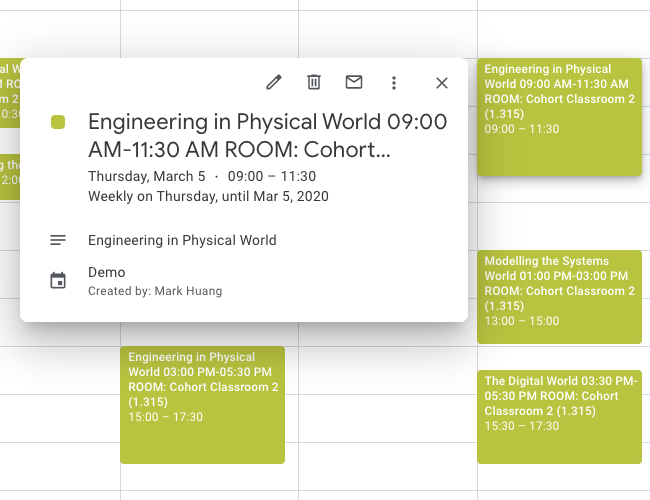 Engineering in Physical World 09:00
AM-11:30 AM ROOM: Cohort...
Thursday, March 5 · 09:00 – 11:30
Weekly on Thursday, until Mar 5, 2020
Engineering in Physical World
Demo
Created by: Mark Huang
Engineering in Physical
World 03:00 PM-05:30 PM
ROOM: Cohort Classroom 2
(1.315)
15:00 – 17:30
Engineering in Physical
World 09:00 AM-11:30 AM
ROOM: Cohort Classroom 2
(1.315)
09:00 – 11:30
Modelling the Systems
World 01:00 PM-03:00 PM
ROOM: Cohort Classroom 2
(1.315)
13:00 – 15:00
The Digital World 03:30 PM-
05:30 PM ROOM: Cohort
Classroom 2 (1.315)
15:30 – 17:30